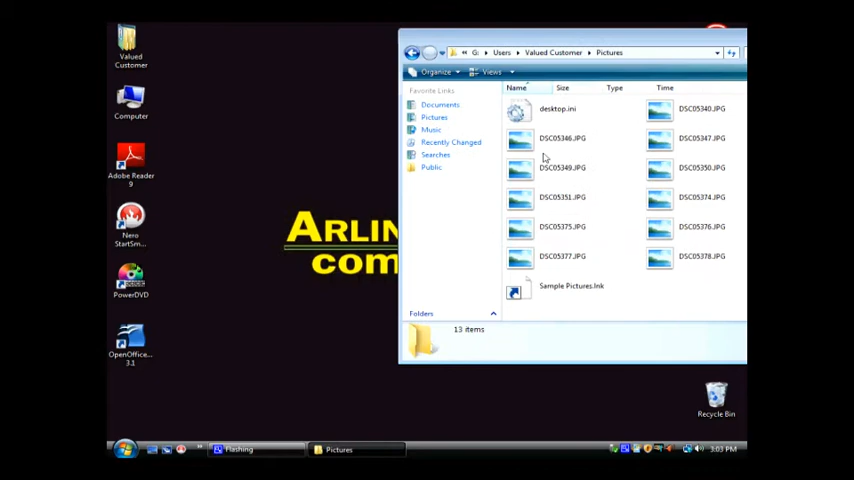 Valued
Customer
Computer
Adobe Reader
9
Nero
StartSm...
PowerDVD
OpenOffice...
3.1
ARLIN
com
G: Users Valued Customer Pictures
Organize Views
Favorite Links
Documents
Pictures
Music
Recently Changed
Searches
Public
Folders
Name Size Type Time
desktop.ini DSC05340.JPG
DSC05346.JPG DSC05347.JPG
DSC05349.JPG DSC05350.JPG
DSC05351.JPG DSC05374.JPG
DSC05375.JPG DSC05376.JPG
DSC05377.JPG DSC05378.JPG
Sample Pictures.lnk
13 items
Recycle Bin
Flashing Pictures 3:03 PM